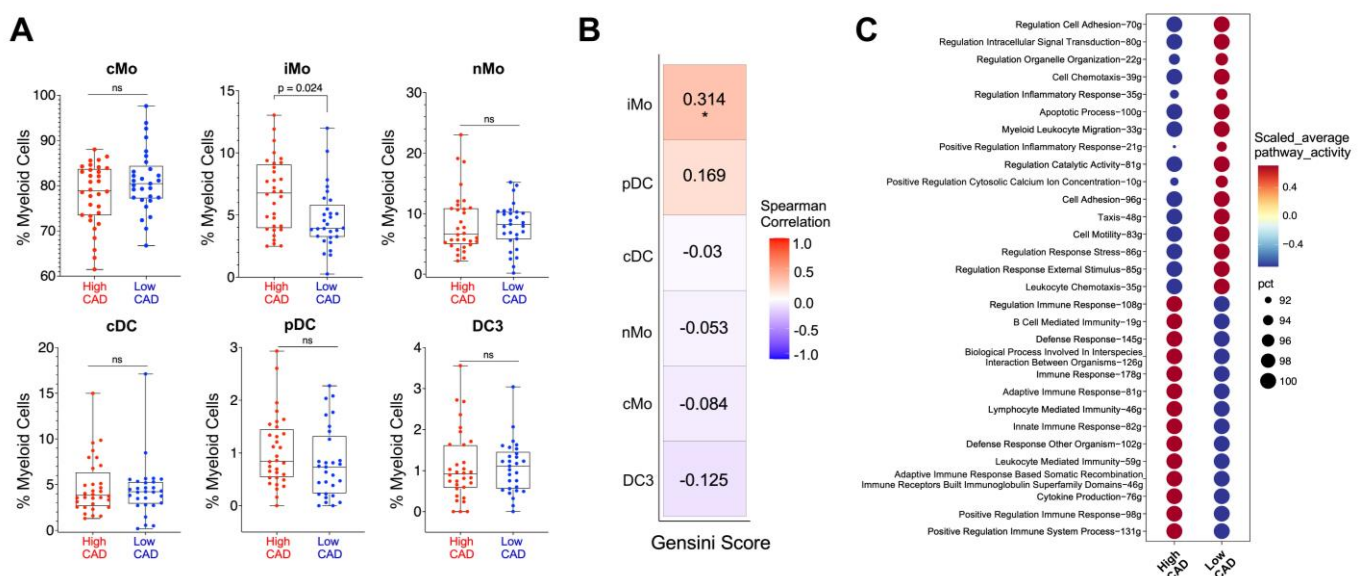 A
cMo
iMo
nMo
ns
p = 0.024
ns
% Myeloid Cells
100
90
80
70
60
High CAD
Low CAD
% Myeloid Cells
15
10
5
0
High CAD
Low CAD
% Myeloid Cells
30
20
10
0
High CAD
Low CAD
cDC
pDC
DC3
ns
ns
ns
% Myeloid Cells
20
15
10
5
0
High CAD
Low CAD
% Myeloid Cells
3
2
1
0
High CAD
Low CAD
% Myeloid Cells
4
3
2
1
0
High CAD
Low CAD
B
iMo
0.314
*
pDC
0.169
cDC
-0.03
nMo
-0.053
cMo
-0.084
DC3
-0.125
Gensini Score
Spearman
Correlation
1.0
0.5
0.0
-0.5
-1.0
C
Regulation Cell Adhesion-70g
Regulation Intracellular Signal Transduction-80g
Regulation Organelle Organization-22g
Cell Chemotaxis-39g
Regulation Inflammatory Response-35g
Apoptotic Process-100g
Myeloid Leukocyte Migration-33g
Positive Regulation Inflammatory Response-21g
Regulation Catalytic Activity-81g
Positive Regulation Cytosolic Calcium Ion Concentration-10g
Cell Adhesion-96g
Taxis-48g
Cell Motility-83g
Regulation Response Stress-86g
Regulation Response External Stimulus-85g
Leukocyte Chemotaxis-35g
Regulation Immune Response-108g
B Cell Mediated Immunity-19g
Defense Response-145g
Biological Process Involved In Interspecies
Interaction Between Organisms-126g
Immune Response-178g
Adaptive Immune Response-81g
Lymphocyte Mediated Immunity-46g
Innate Immune Response-82g
Defense Response Other Organism-102g
Leukocyte Mediated Immunity-59g
Adaptive Immune Response Based Somatic Recombination
Immune Receptors Built Immunoglobulin Superfamily Domains-46g
Cytokine Production-76g
Positive Regulation Immune Response-98g
Positive Regulation Immune System Process-131g
High
CAD
Low
CAD
Scaled_average
pathway_activity
0.4
0.0
-0.4
pct
92
94
96
98
100